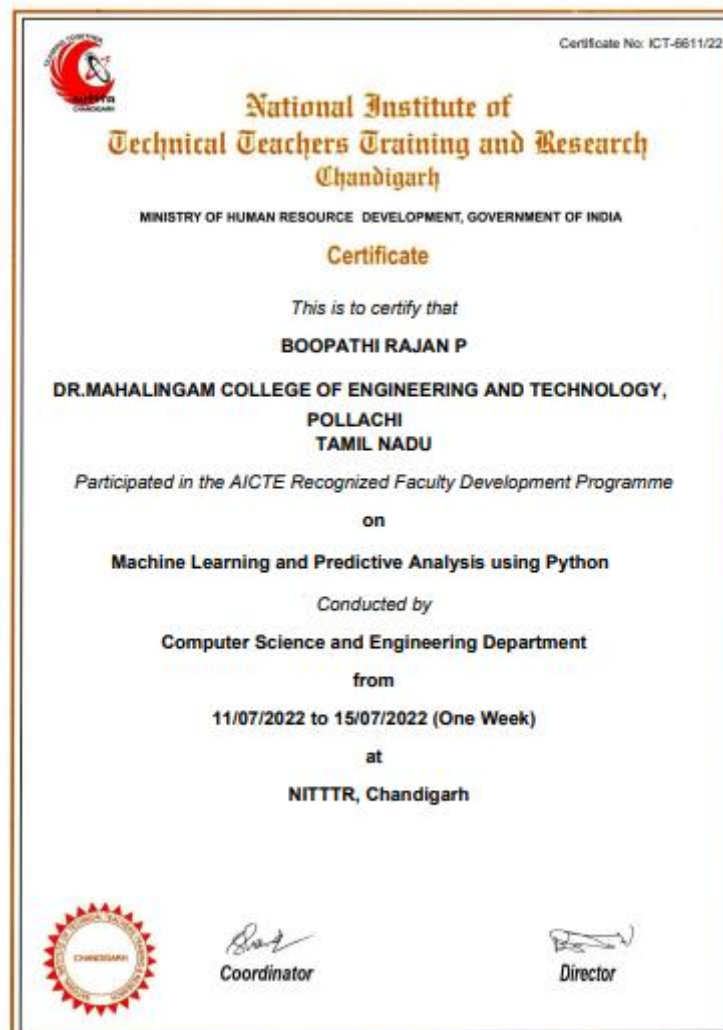 Certificate No: ICT-6611/22
NITTTR
CHANDIGARH
National Institute of
Technical Teachers Training and Research
Chandigarh
MINISTRY OF HUMAN RESOURCE DEVELOPMENT, GOVERNMENT OF INDIA
Certificate
This is to certify that
BOOPATHI RAJAN P
DR.MAHALINGAM COLLEGE OF ENGINEERING AND TECHNOLOGY,
POLLACHI
TAMIL NADU
Participated in the AICTE Recognized Faculty Development Programme
on
Machine Learning and Predictive Analysis using Python
Conducted by
Computer Science and Engineering Department
from
11/07/2022 to 15/07/2022 (One Week)
at
NITTTR, Chandigarh
CHANDIGARH
Coordinator
Director